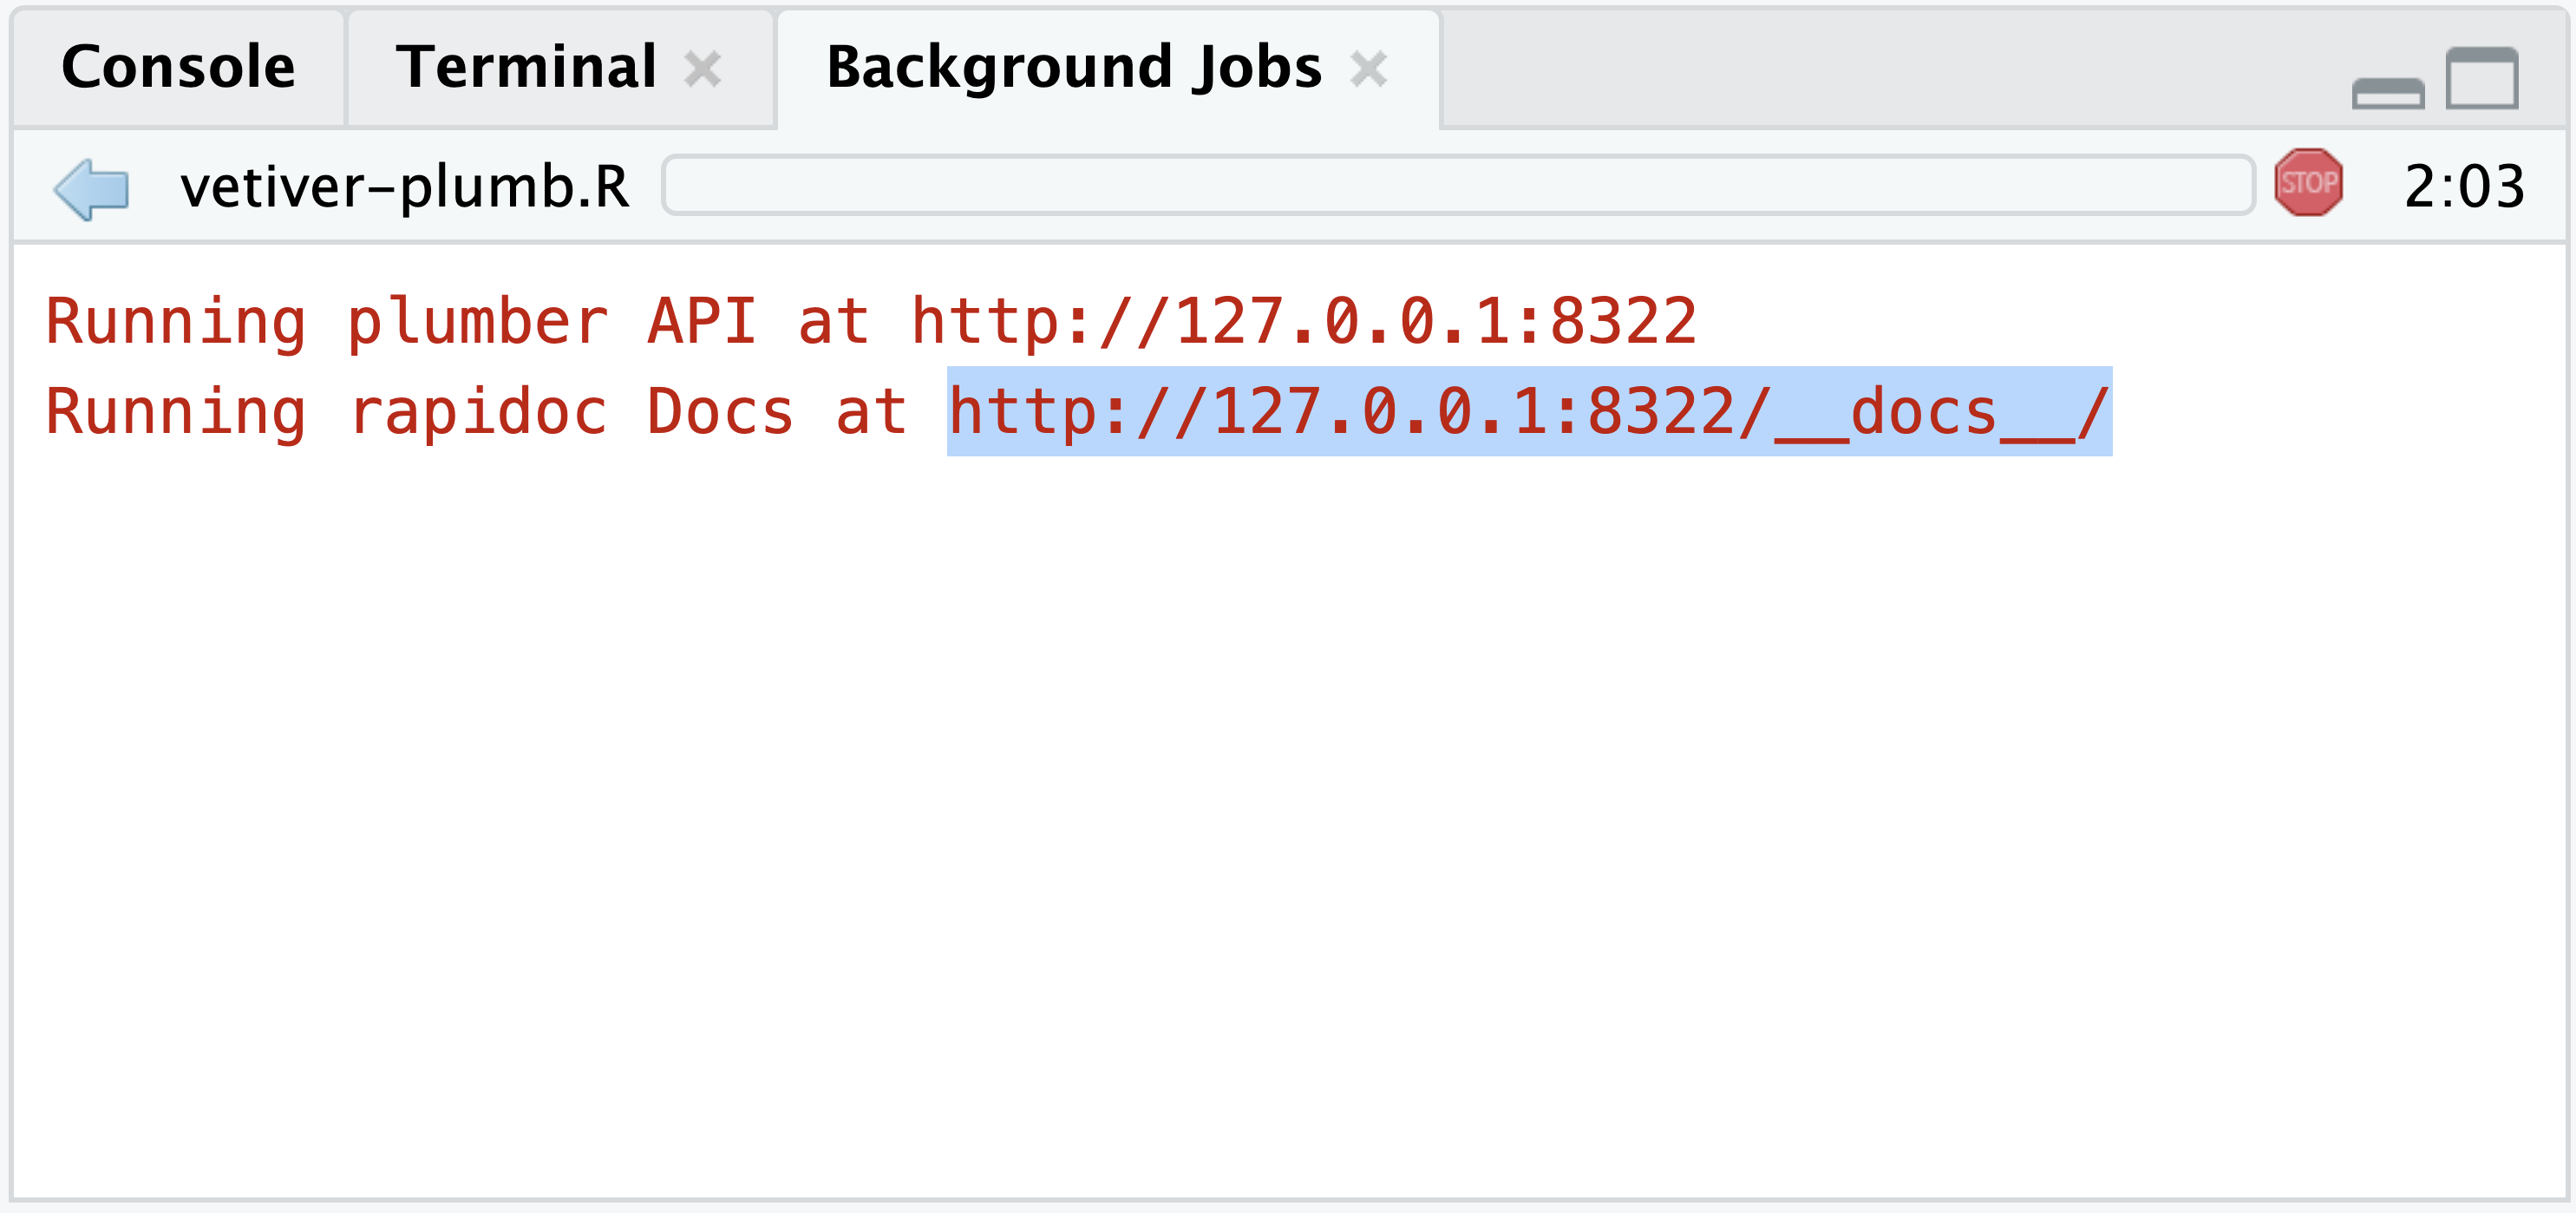 Console Terminal Background Jobs
vetiver-plumb.R STOP 2:03
Running plumber API at http://127.0.0.1:8322
Running rapidoc Docs at http://127.0.0.1:8322/__docs__/